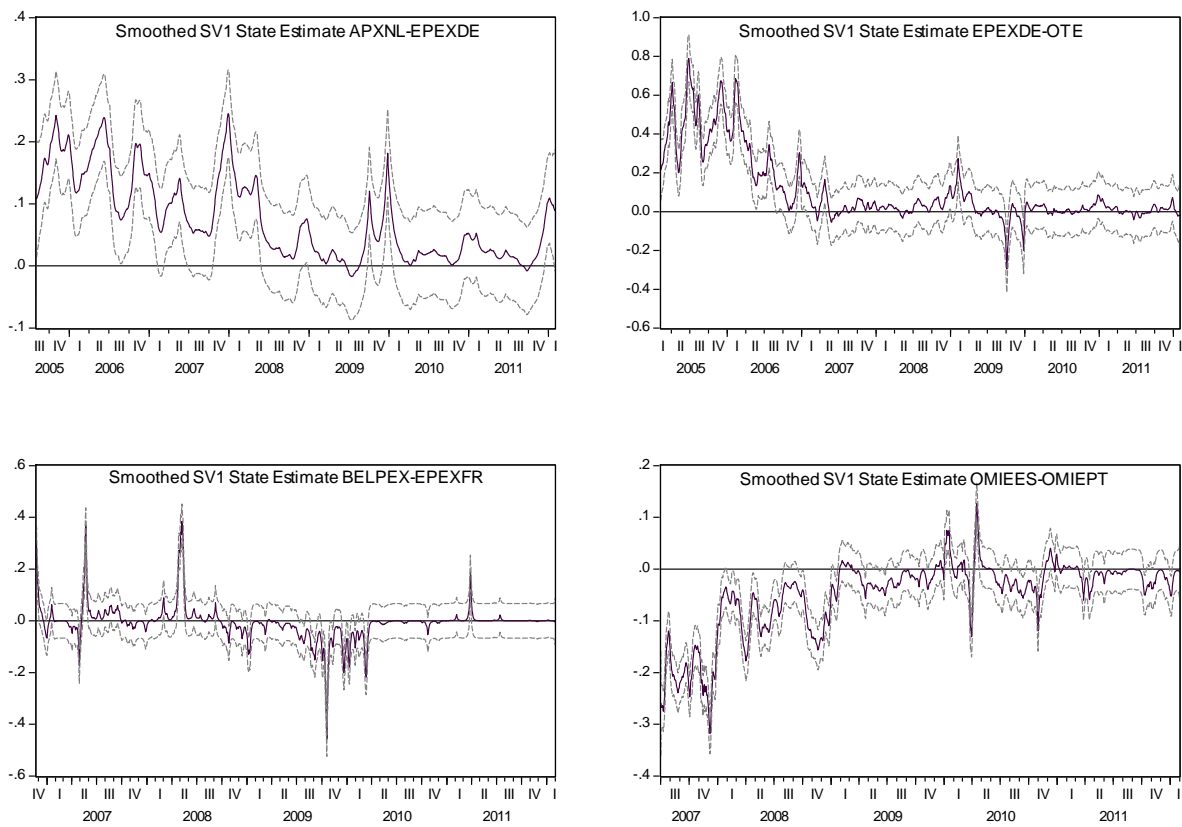 Smoothed SV1 State Estimate APXNL-EPEXDE
.4
.3
.2
.1
.0
-.1
III IV I II III IV I II III IV I II III IV I II III IV I II III IV I II III IV I
2005 2006 2007 2008 2009 2010 2011
Smoothed SV1 State Estimate EPEXDE-OTE
1.0
0.8
0.6
0.4
0.2
0.0
-0.2
-0.4
-0.6
I II III IV I II III IV I II III IV I II III IV I II III IV I II III IV I II III IV I
2005 2006 2007 2008 2009 2010 2011
Smoothed SV1 State Estimate BELPEX-EPEXFR
.6
.4
.2
.0
-.2
-.4
-.6
IV I II III IV I II III IV I II III IV I II III IV I II III IV I
2007 2008 2009 2010 2011
Smoothed SV1 State Estimate OMIEES-OMIEPT
.2
.1
.0
-.1
-.2
-.3
-.4
III IV I II III IV I II III IV I II III IV I II III IV I
2007 2008 2009 2010 2011